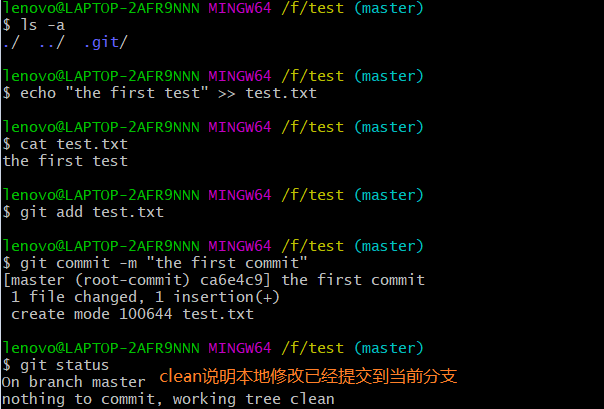 lenovo@LAPTOP-2AFR9NNN MINGW64 /f/test (master)
$ ls -a
./  ../  .git/
lenovo@LAPTOP-2AFR9NNN MINGW64 /f/test (master)
$ echo "the first test" >> test.txt
lenovo@LAPTOP-2AFR9NNN MINGW64 /f/test (master)
$ cat test.txt
the first test
lenovo@LAPTOP-2AFR9NNN MINGW64 /f/test (master)
$ git add test.txt
lenovo@LAPTOP-2AFR9NNN MINGW64 /f/test (master)
$ git commit -m "the first commit"
[master (root-commit) ca6e4c9] the first commit
 1 file changed, 1 insertion(+)
 create mode 100644 test.txt
lenovo@LAPTOP-2AFR9NNN MINGW64 /f/test (master)
$ git status
On branch master
clean说明本地修改已经提交到当前分支
nothing to commit, working tree clean